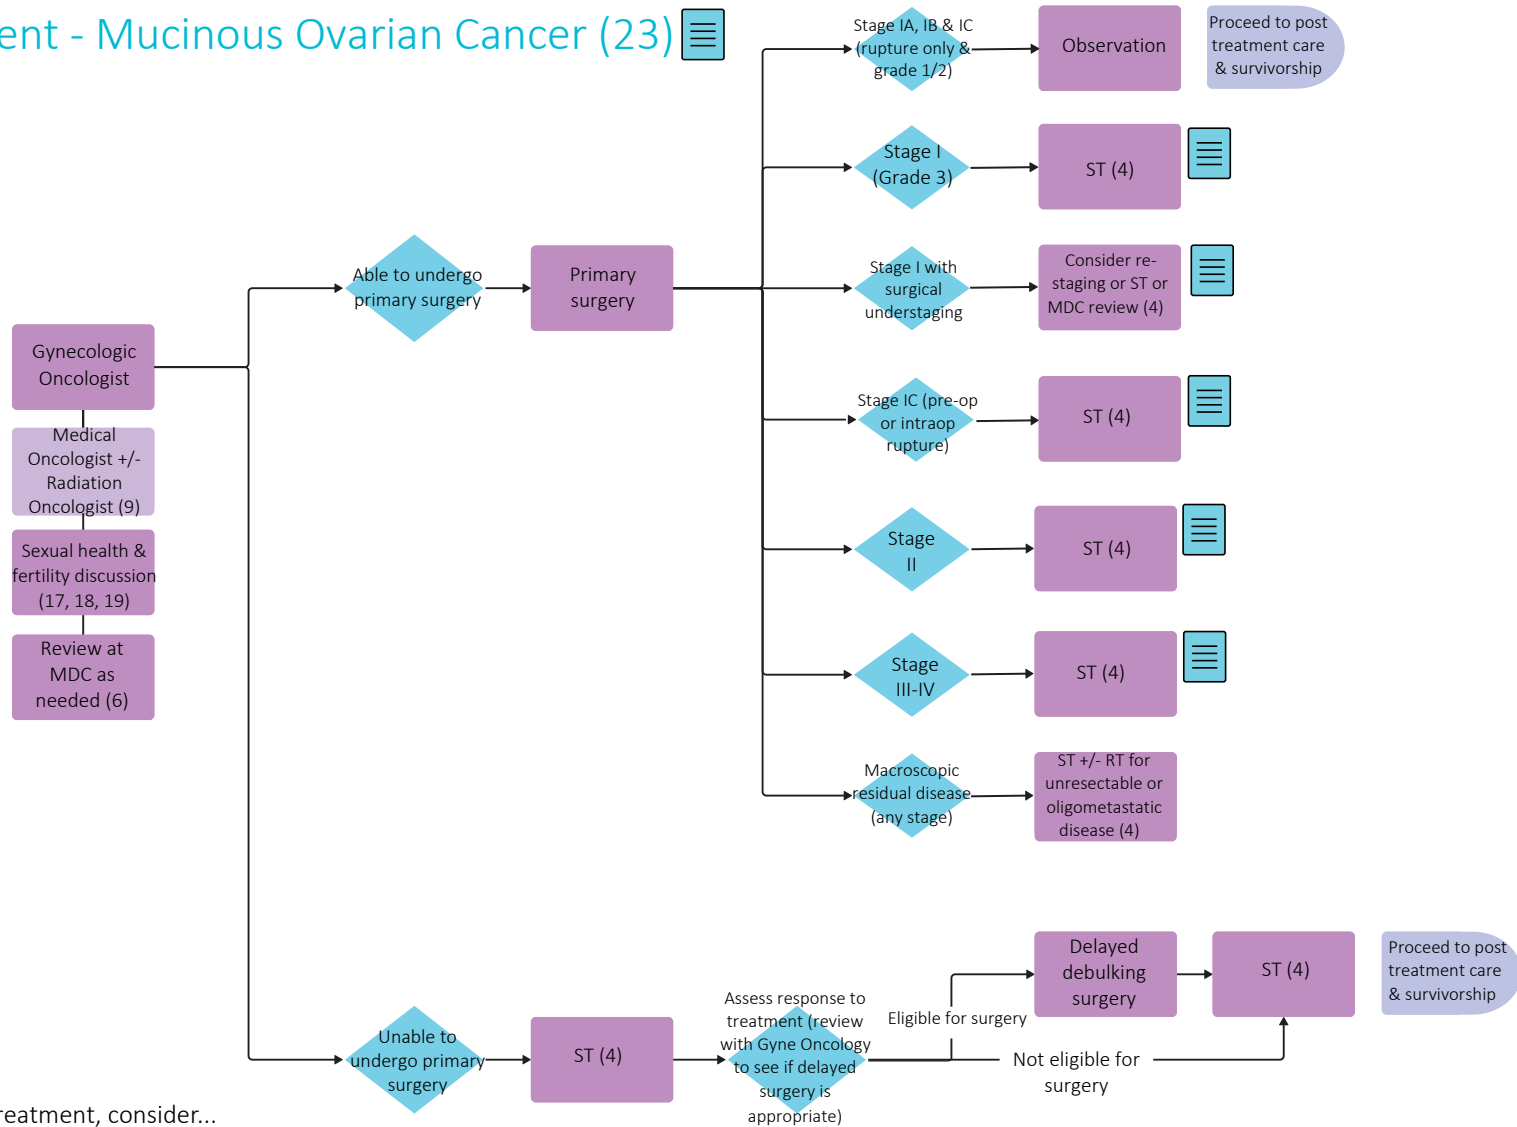 ent - Mucinous Ovarian Cancer (23)
Stage IA, IB & IC
(rupture only &
grade 1/2)
Observation
Proceed to post
treatment care
& survivorship
Stage I
(Grade 3)
ST (4)
Able to undergo
primary surgery
Primary
surgery
Stage I with
surgical
understaging
Consider re-
staging or ST or
MDC review (4)
Gynecologic
Oncologist
Medical
Oncologist +/-
Radiation
Oncologist (9)
Sexual health &
fertility discussion
(17, 18, 19)
Review at
MDC as
needed (6)
Stage IC (pre-op
or intraop
rupture)
ST (4)
Stage
II
ST (4)
Stage
III-IV
ST (4)
Macroscopic
residual disease
(any stage)
ST +/- RT for
unresectable or
oligometastatic
disease (4)
Unable to
undergo primary
surgery
ST (4)
Assess response to
treatment (review
with Gyne Oncology
to see if delayed
surgery is
appropriate)
Eligible for surgery
Delayed
debulking
surgery
ST (4)
Proceed to post
treatment care
& survivorship
Not eligible for
surgery
reatment, consider...